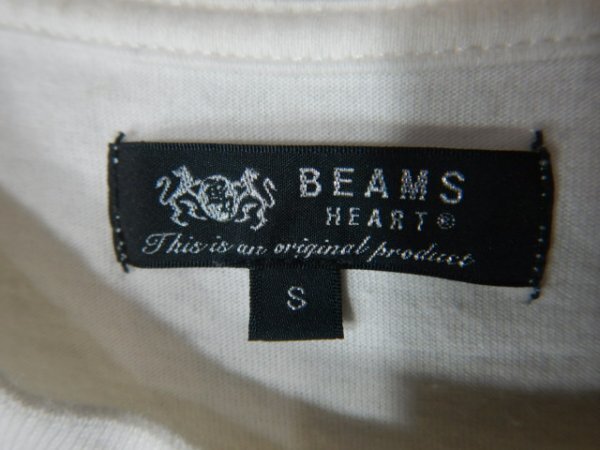 BEAMS
HEART®
This is an original product
S